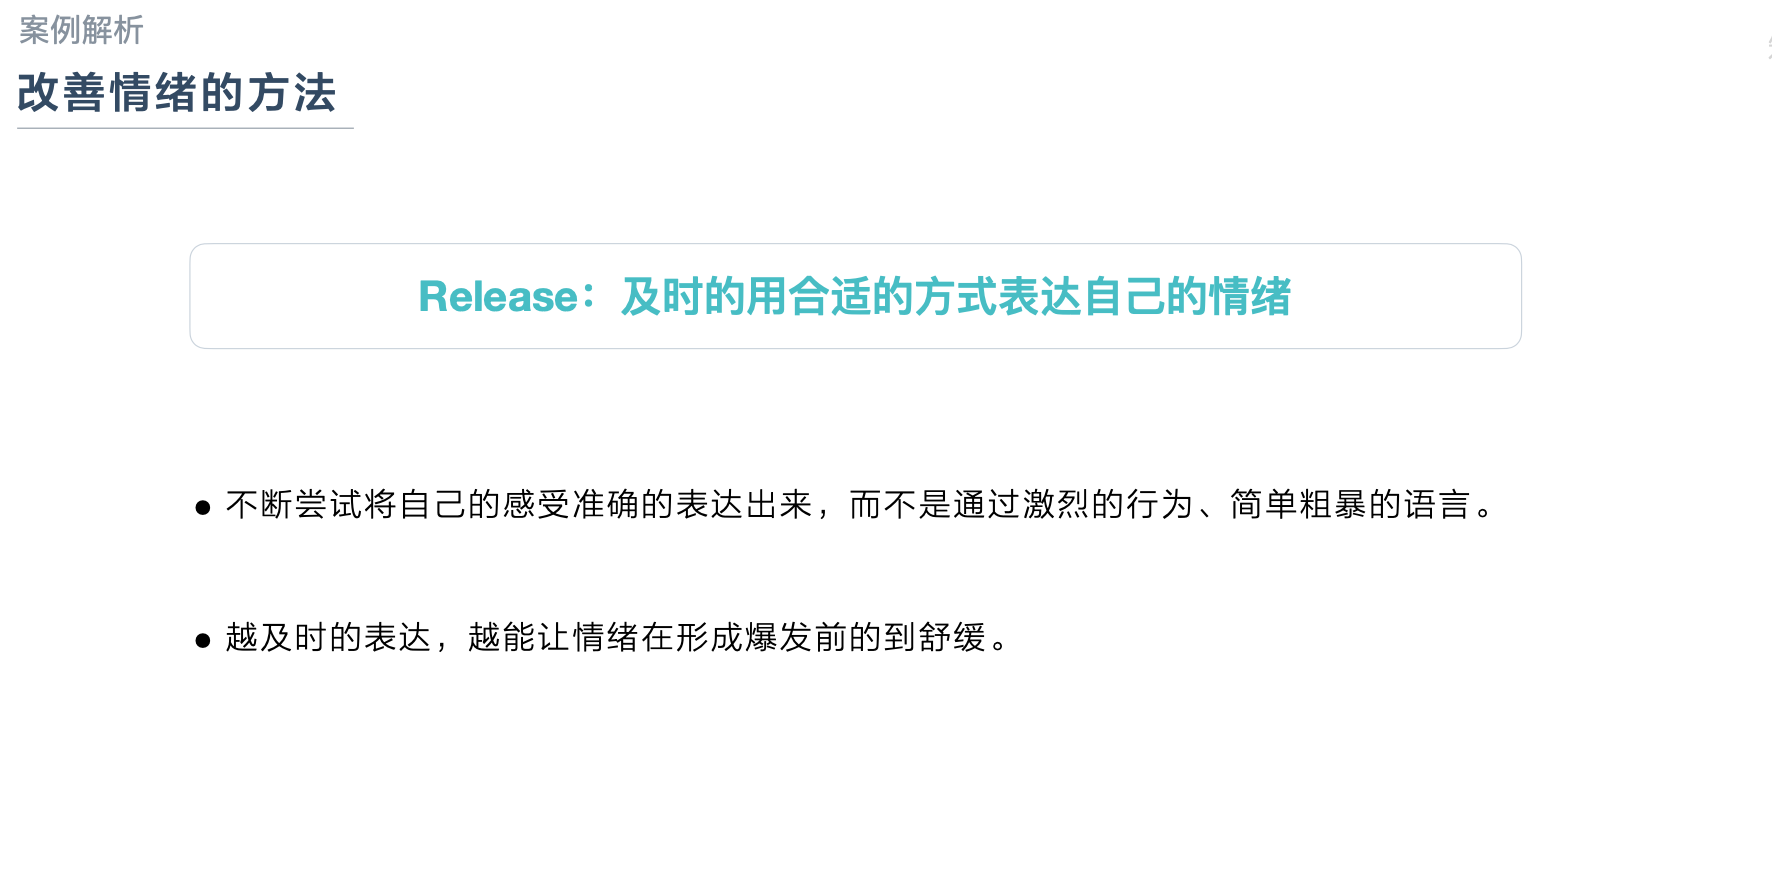 案例解析
改善情绪的方法
Release：及时的用合适的方式表达自己的情绪
● 不断尝试将自己的感受准确的表达出来，而不是通过激烈的行为、简单粗暴的语言。
● 越及时的表达，越能让情绪在形成爆发前的到舒缓。